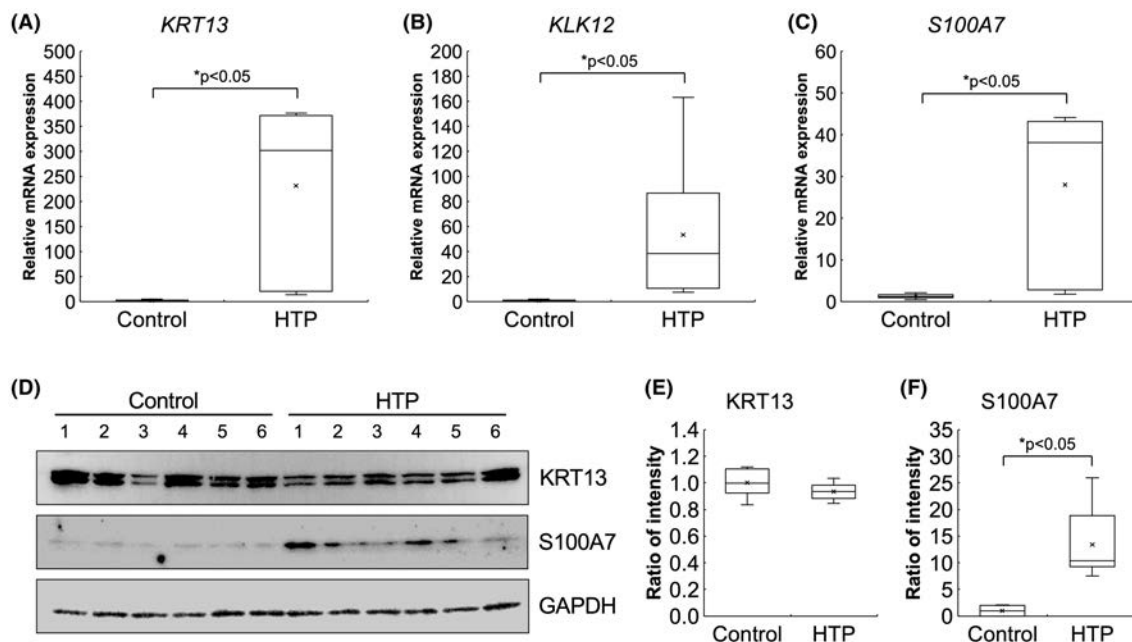 (A)
KRT13
Relative mRNA expression
500
450
400
350
300
250
200
150
100
50
0
*p<0.05
Control HTP
(B)
KLK12
Relative mRNA expression
200
180
160
140
120
100
80
60
40
20
0
*p<0.05
Control HTP
(C)
S100A7
Relative mRNA expression
60
50
40
30
20
10
0
*p<0.05
Control HTP
(D)
Control HTP
1 2 3 4 5 6 1 2 3 4 5 6
KRT13
S100A7
GAPDH
(E)
KRT13
Ratio of intensity
1.4
1.2
1.0
0.8
0.6
0.4
0.2
0.0
Control HTP
(F)
S100A7
Ratio of intensity
35
30
25
20
15
10
5
0
*p<0.05
Control HTP